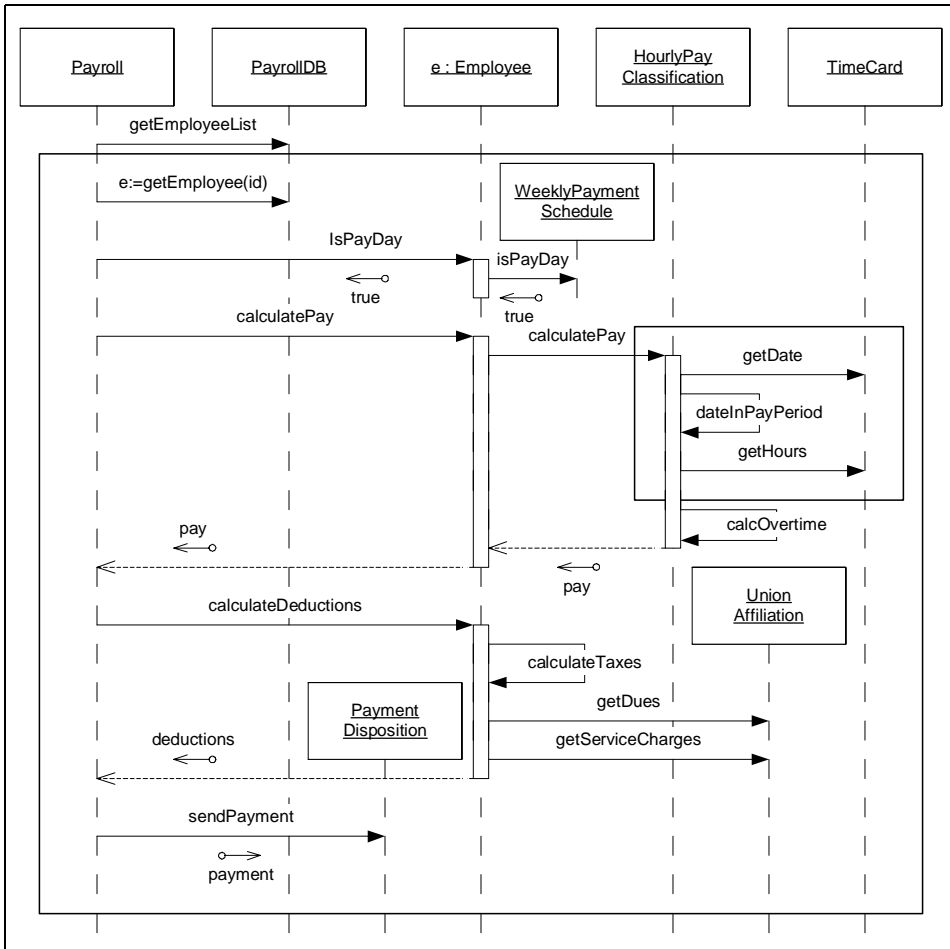 Payroll
PayrollDB
e : Employee
HourlyPay
Classification
TimeCard
getEmployeeList
e:=getEmployee(id)
WeeklyPayment
Schedule
IsPayDay
isPayDay
true
true
calculatePay
calculatePay
getDate
dateInPayPeriod
getHours
calcOvertime
pay
pay
Union
Affiliation
calculateDeductions
calculateTaxes
Payment
Disposition
getDues
getServiceCharges
deductions
sendPayment
payment